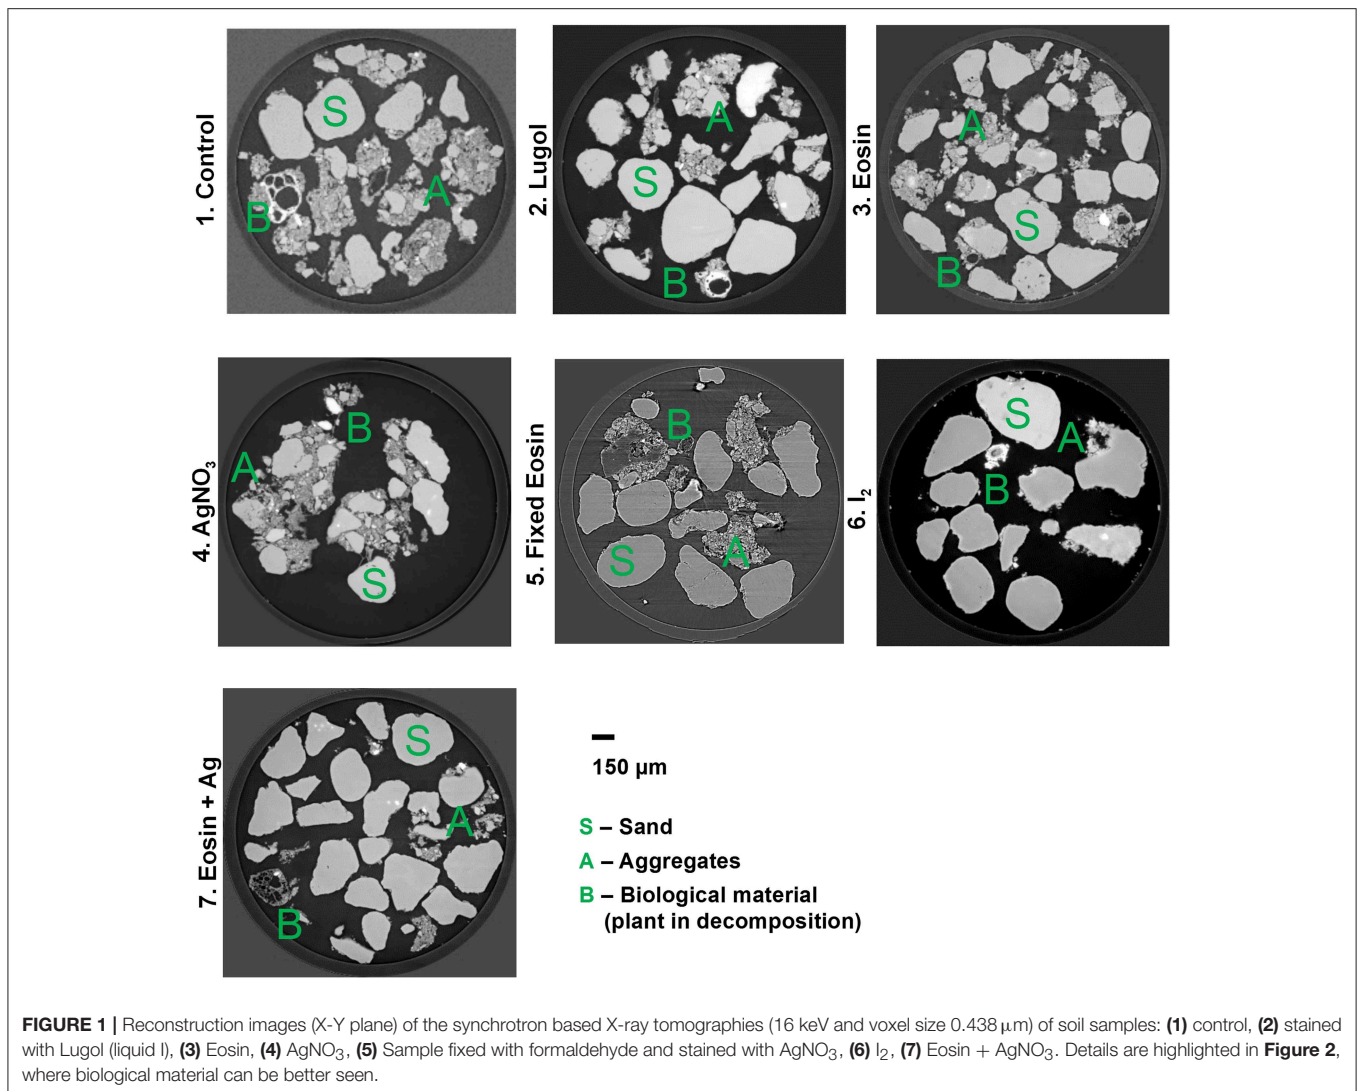 1. Control
S
A
B
2. Lugol
A
S
B
3. Eosin
A
S
B
4. AgNO₃
B
A
S
5. Fixed Eosin
B
S
A
6. I₂
S
A
B
7. Eosin + Ag
S
A
B
150 µm
S – Sand
A – Aggregates
B – Biological material
(plant in decomposition)
FIGURE 1 | Reconstruction images (X-Y plane) of the synchrotron based X-ray tomographies (16 keV and voxel size 0.438 µm) of soil samples: (1) control, (2) stained
with Lugol (liquid I), (3) Eosin, (4) AgNO₃, (5) Sample fixed with formaldehyde and stained with AgNO₃, (6) I₂, (7) Eosin + AgNO₃. Details are highlighted in Figure 2,
where biological material can be better seen.